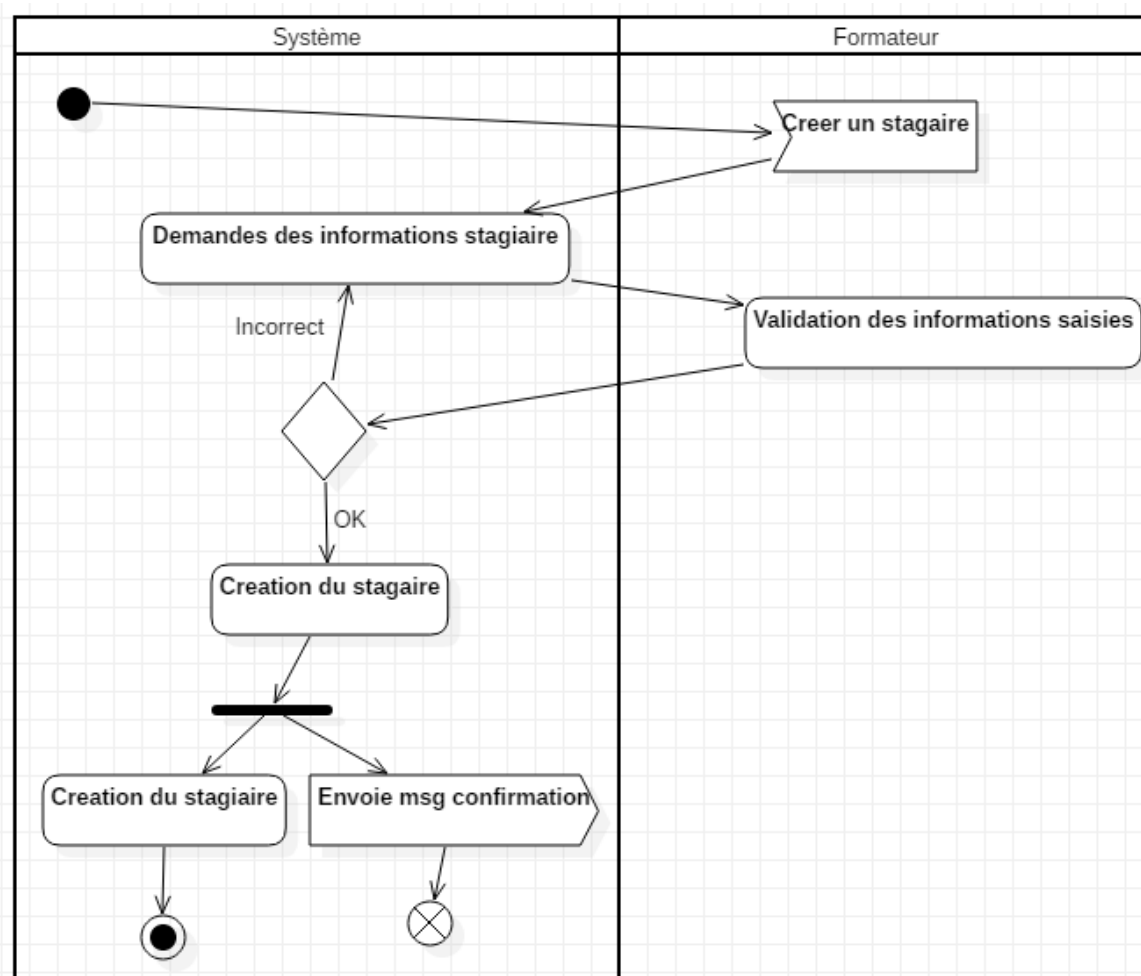 Système
Formateur
Creer un stagaire
Demandes des informations stagiaire
Validation des informations saisies
Incorrect
OK
Creation du stagaire
Creation du stagiaire
Envoie msg confirmation